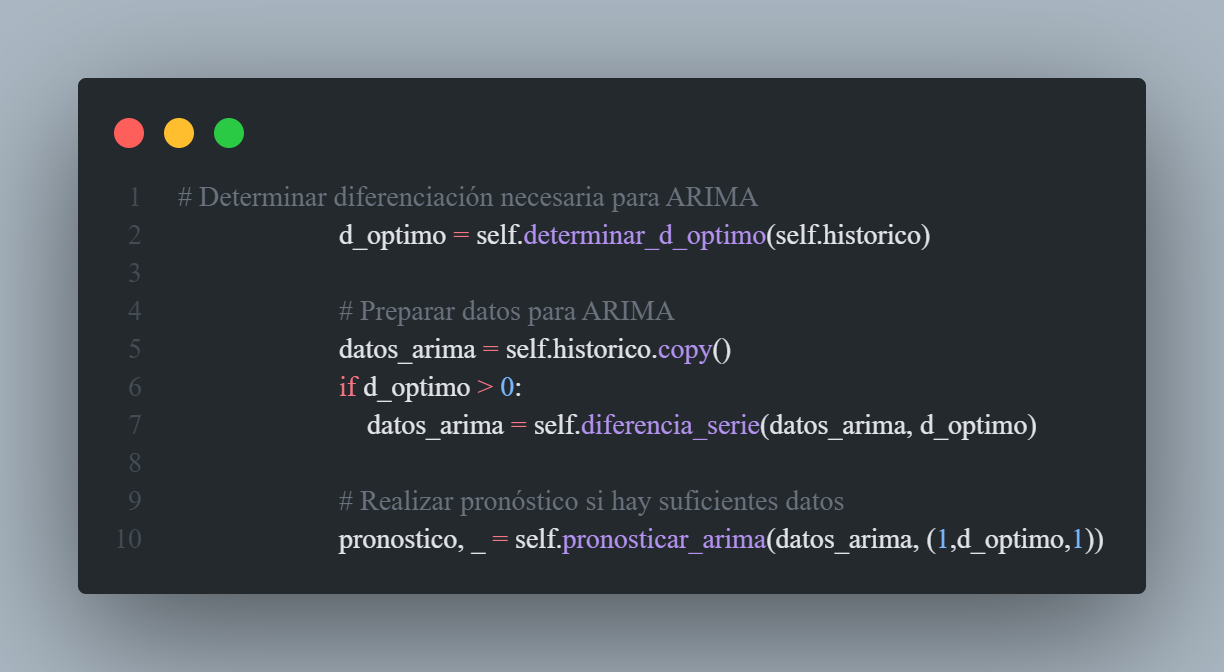 1 # Determinar diferenciación necesaria para ARIMA
2 d_optimo = self.determinar_d_optimo(self.historico)
3
4 # Preparar datos para ARIMA
5 datos_arima = self.historico.copy()
6 if d_optimo > 0:
7 datos_arima = self.diferencia_serie(datos_arima, d_optimo)
8
9 # Realizar pronóstico si hay suficientes datos
10 pronostico, _ = self.pronosticar_arima(datos_arima, (1,d_optimo,1))